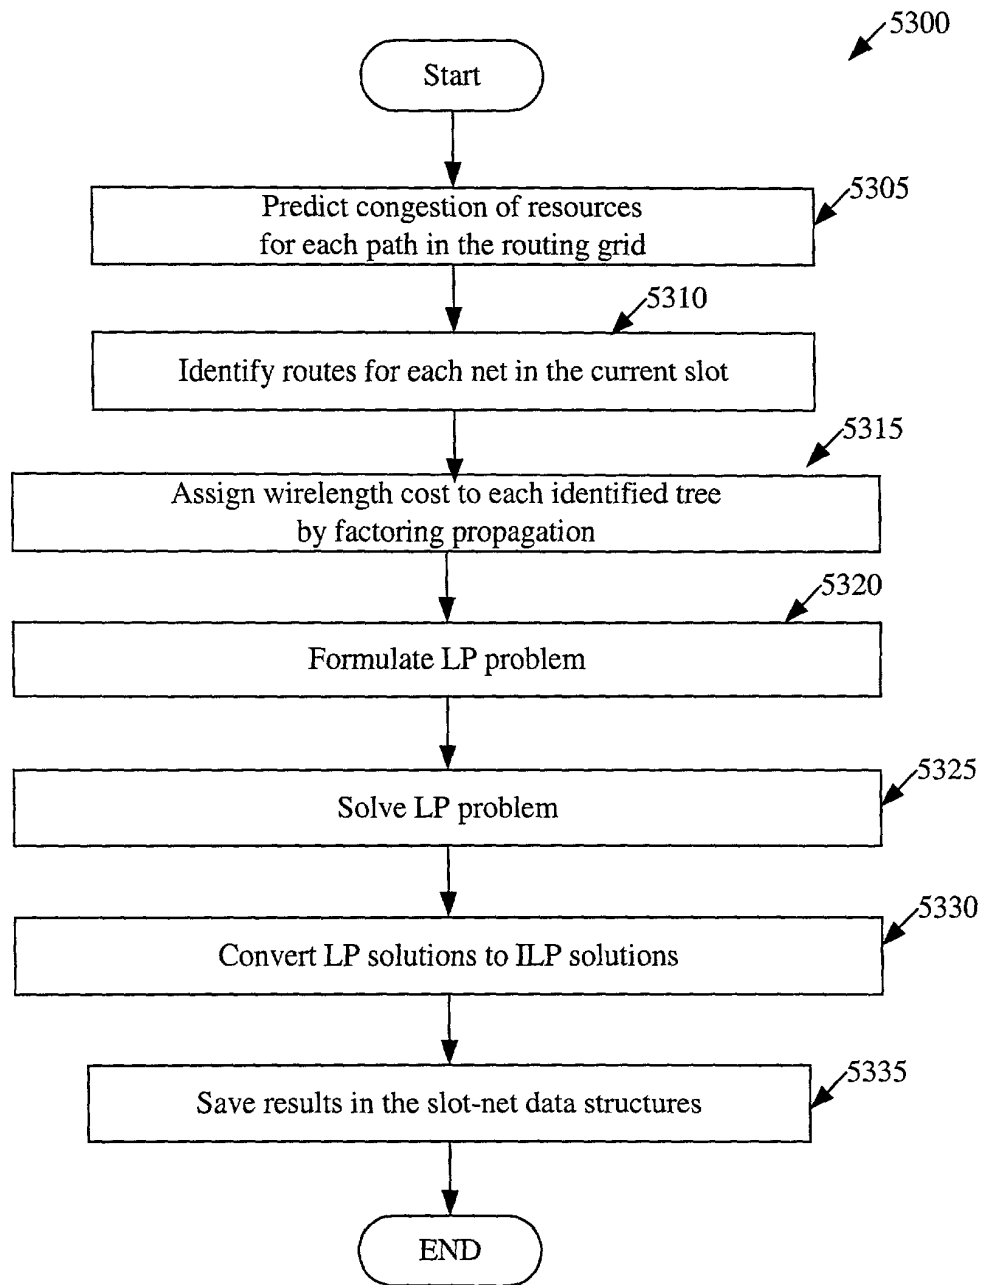 5300
Start
5305
Predict congestion of resources
for each path in the routing grid
5310
Identify routes for each net in the current slot
5315
Assign wirelength cost to each identified tree
by factoring propagation
5320
Formulate LP problem
5325
Solve LP problem
5330
Convert LP solutions to ILP solutions
5335
Save results in the slot-net data structures
END